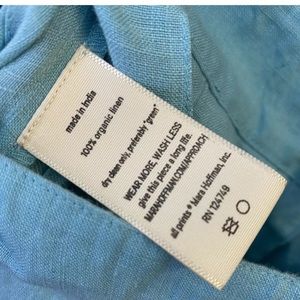 made in India
100% organic linen
dry clean only, preferably "green"
WEAR MORE. WASH LESS
give this piece a long life.
MARAHOFFMAN.COM/APPROACH
all prints ® Mara Hoffman, Inc.
RN 124749